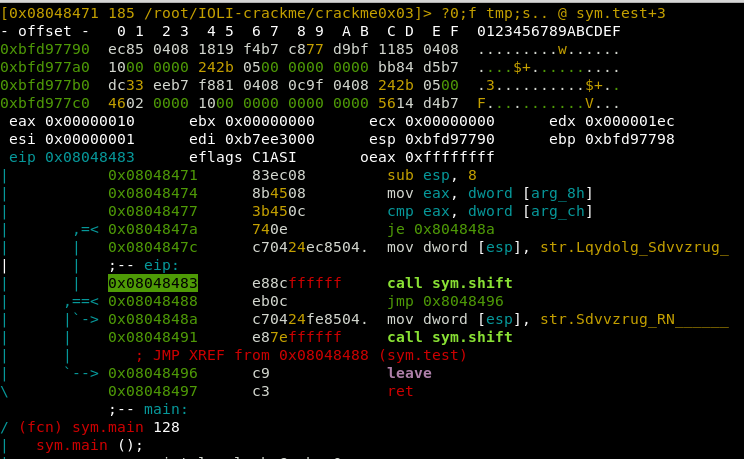 [0x08048471 185 /root/IOLI-crackme/crackme0x03]> ?0;f tmp;s.. @ sym.test+3
- offset -   0 1  2 3  4 5  6 7  8 9  A B  C D  E F  0123456789ABCDEF
0xbfd97790  ec85 0408 1819 f4b7 c877 d9bf 1185 0408  .........w......
0xbfd977a0  1000 0000 242b 0500 0000 0000 bb84 d5b7  ....$+..........
0xbfd977b0  dc33 eeb7 f881 0408 0c9f 0408 242b 0500  .3..........$+..
0xbfd977c0  4602 0000 1000 0000 0000 0000 5614 d4b7  F...........V...
eax 0x00000010     ebx 0x00000000      ecx 0x00000000      edx 0x000001ec
esi 0x00000001     edi 0xb7ee3000      esp 0xbfd97790      ebp 0xbfd97798
eip 0x08048483     eflags C1ASI       oeax 0xffffffff
|           0x08048471      83ec08         sub esp, 8
|           0x08048474      8b4508         mov eax, dword [arg_8h]
|           0x08048477      3b450c         cmp eax, dword [arg_ch]
|       ,=< 0x0804847a      740e           je 0x804848a
|       |   0x0804847c      c70424ec8504.  mov dword [esp], str.Lqydolg_Sdvvzrug_
|       |   ;-- eip:
|       |   0x08048483      e88cffffff     call sym.shift
|      ,==< 0x08048488      eb0c           jmp 0x8048496
|      |`-> 0x0804848a      c70424fe8504.  mov dword [esp], str.Sdvvzrug_RN______
|      |    0x08048491      e87effffff     call sym.shift
|      |       ; JMP XREF from 0x08048488 (sym.test)
|      `--> 0x08048496      c9             leave
\           0x08048497      c3             ret
            ;-- main:
/ (fcn) sym.main 128
|   sym.main ();